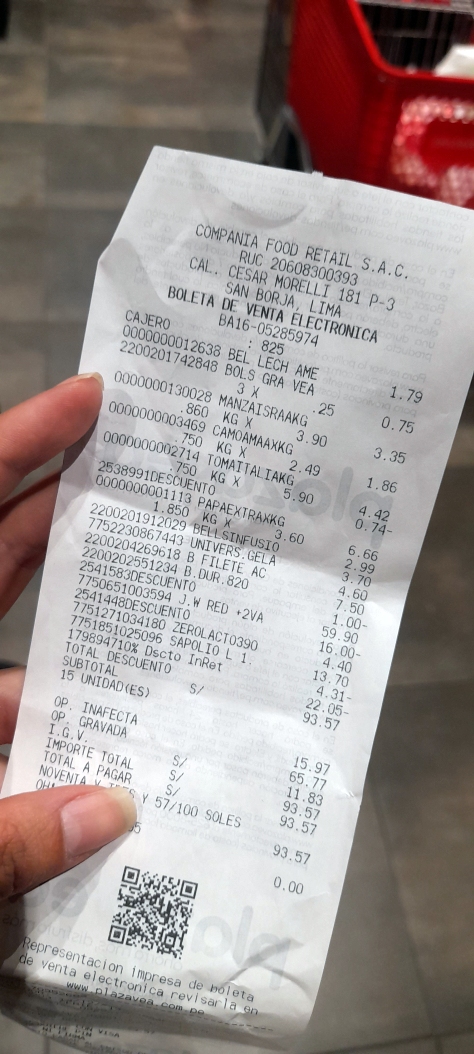 COMPANIA FOOD RETAIL S.A.C.
RUC 20608300393
CAL. CESAR MORELLI 181 P-3
SAN BORJA, LIMA
BOLETA DE VENTA ELECTRONICA
BA16-05285974
CAJERO : 825
0000000012638 BEL LECH AME 1.79
2200201742848 BOLS GRA VEA
3 X .25 0.75
0000000130028 MANZAISRAAKG
.860 KG X 3.90 3.35
0000000003469 CAMOAMAAXKG
.750 KG X 2.49 1.86
0000000002714 TOMAITALIAKG
.750 KG X 5.90 4.42
2538991DESCUENTO 0.74-
0000000001113 PAPAEXTRAXKG
1.850 KG X 3.60 6.66
2200201912029 BELLSINFUSIO 2.99
7752230867443 UNIVERS.GELA 3.70
2200204269618 B FILETE AC 4.60
2200202551234 B.DUR.820 7.50
2541583DESCUENTO 1.00-
7750651003594 J.W RED +2VA 59.90
2541448DESCUENTO 16.00-
7751271034180 ZEROLACTO390 4.40
7751851025096 SAPOLIO L 1. 13.70
179894710% Dscto InRet 4.31-
TOTAL DESCUENTO 22.05-
SUBTOTAL S/ 93.57
15 UNIDAD(ES)
OP. INAFECTA 15.97
OP. GRAVADA S/ 65.77
I.G.V. S/ 11.83
IMPORTE TOTAL S/ 93.57
TOTAL A PAGAR 93.57
NOVENTA Y 57/100 SOLES
93.57
0.00
Representacion impresa de boleta
de venta electronica revisarla en
www.plazavea.com.pe